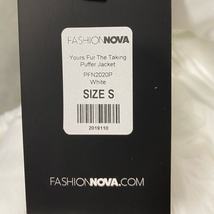 FASHIONNOVA
Yours Fur The Taking
Puffer Jacket
PFN2020P
White
SIZE S
2019110
FASHIONNOVA.COM